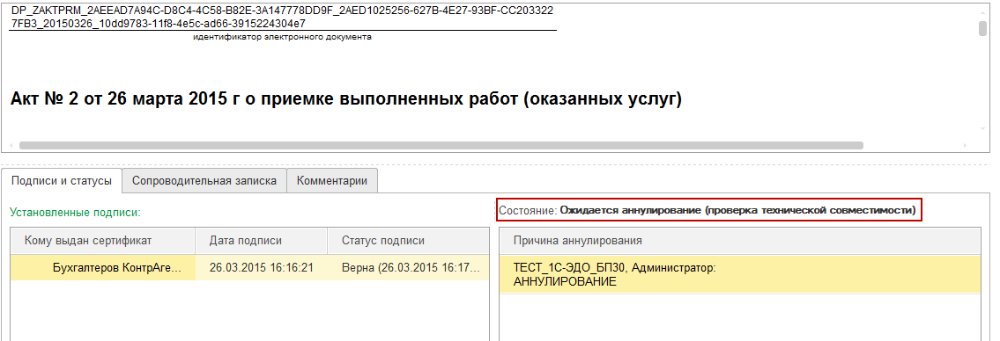 DP_ZAKTPRM_2AEEAD7A94C-D8C4-4C58-B82E-3A147778DD9F_2AED1025256-627B-4E27-93BF-CC203322
7FB3_20150326_10dd9783-11f8-4e5c-ad66-3915224304e7
идентификатор электронного документа
Акт № 2 от 26 марта 2015 г о приемке выполненных работ (оказанных услуг)
Подписи и статусы
Сопроводительная записка
Комментарии
Установленные подписи:
Состояние: Ожидается аннулирование (проверка технической совместимости)
Кому выдан сертификат
Дата подписи
Статус подписи
Причина аннулирования
Бухгалтеров КонтрАге...
26.03.2015 16:16:21
Верна (26.03.2015 16:17...
ТЕСТ_1С-ЭДО_БП30, Администратор:
АННУЛИРОВАНИЕ